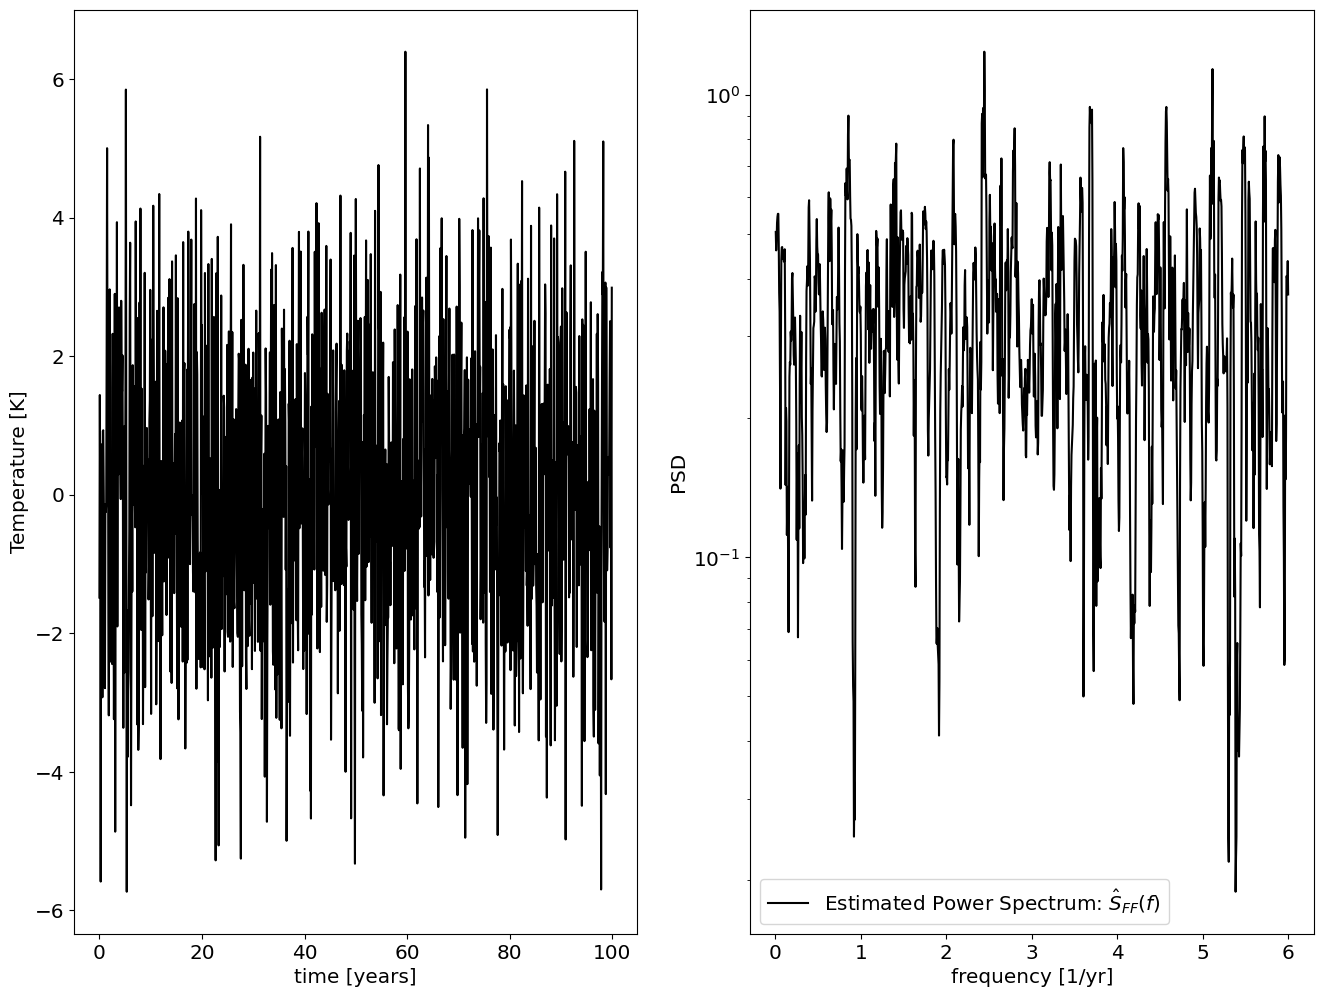 Temperature [K]
6
4
2
0
−2
−4
−6
0 20 40 60 80 100
time [years]
PSD
10⁰
10⁻¹
Estimated Power Spectrum: Ŝ_FF(f)
0 1 2 3 4 5 6
frequency [1/yr]